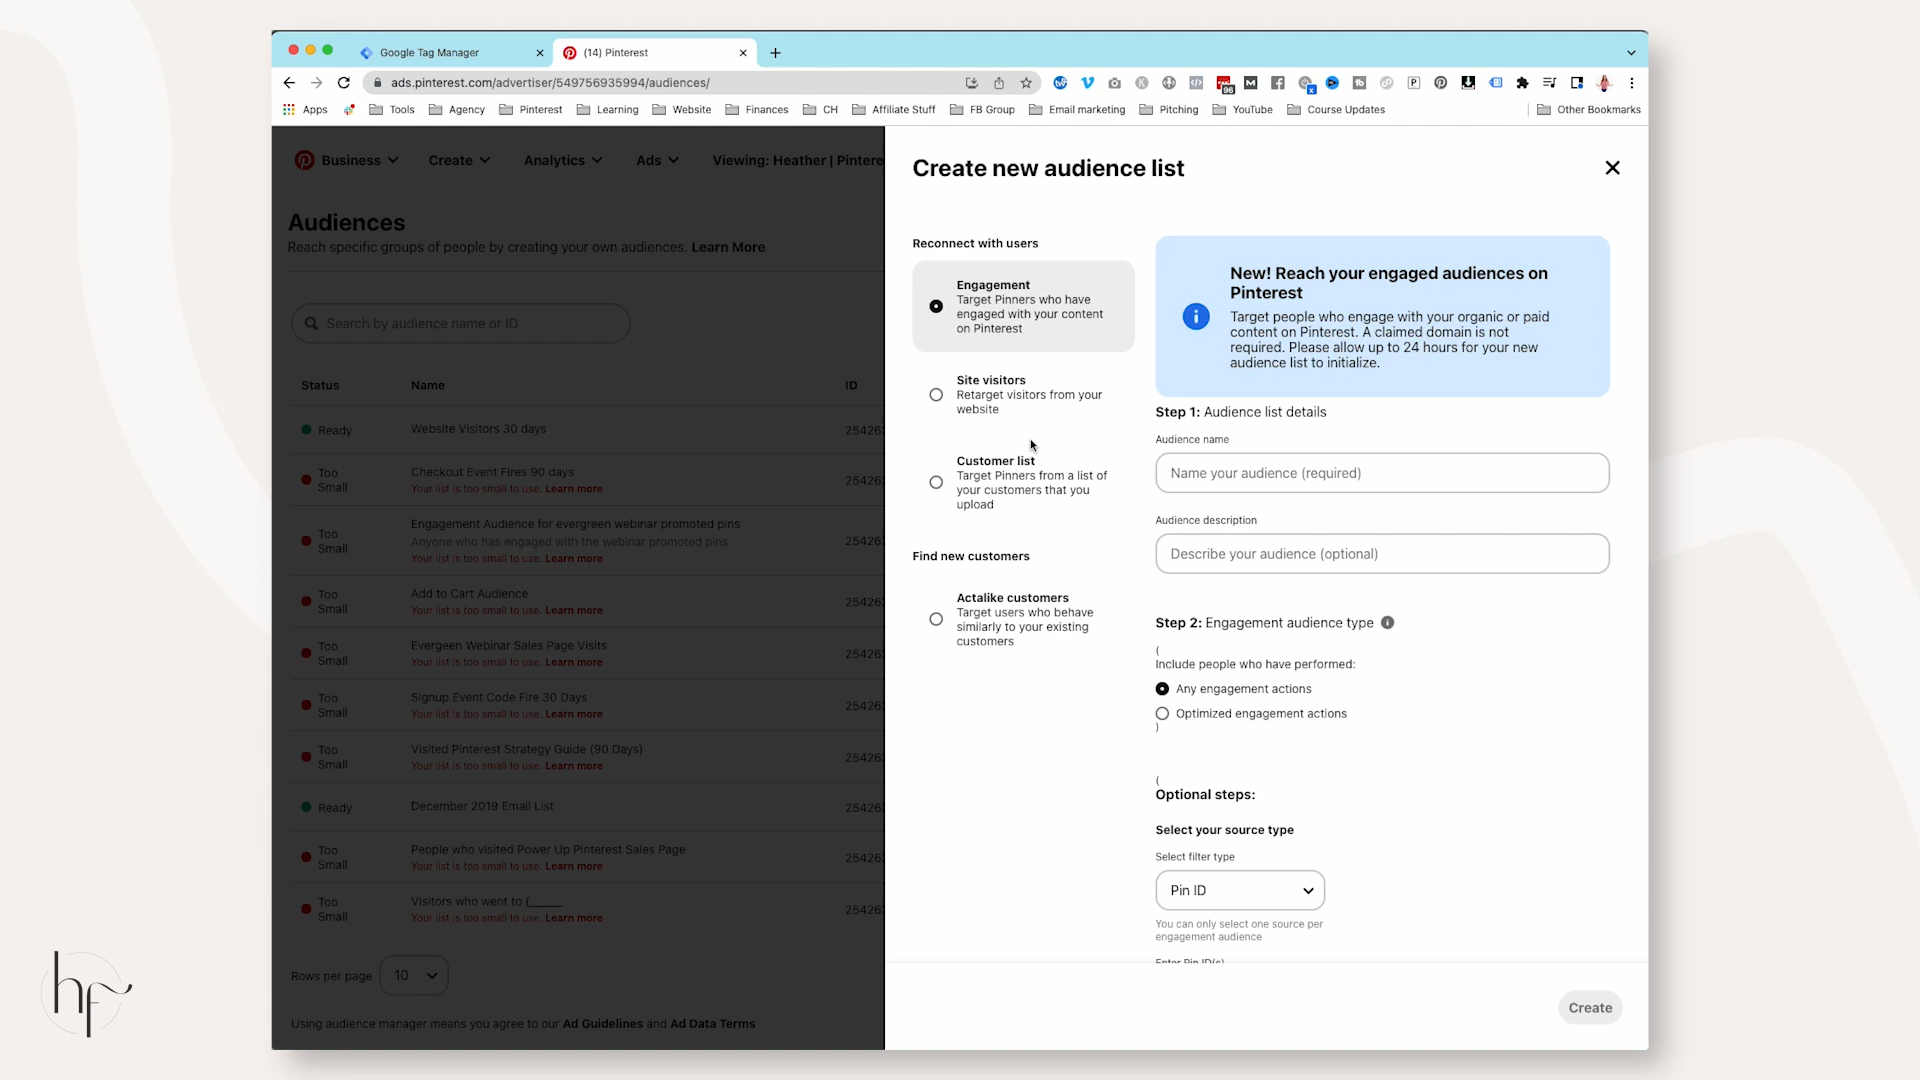 Google Tag Manager
(14) Pinterest
ads.pinterest.com/advertiser/549756935994/audiences/
Apps
Tools
Agency
Pinterest
Learning
Website
Finances
CH
Affiliate Stuff
FB Group
Email marketing
Pitching
YouTube
Course Updates
Other Bookmarks
Business
Create
Analytics
Ads
Viewing: Heather | Pintere
Audiences
Reach specific groups of people by creating your own audiences. Learn More
Search by audience name or ID
Status
Name
ID
Ready
Website Visitors 30 days
25426
Too
Small
Checkout Event Fires 90 days
Your list is too small to use. Learn more
25426
Too
Small
Engagement Audience for evergreen webinar promoted pins
Anyone who has engaged with the webinar promoted pins
Your list is too small to use. Learn more
25426
Too
Small
Add to Cart Audience
Your list is too small to use. Learn more
25426
Too
Small
Evergeen Webinar Sales Page Visits
Your list is too small to use. Learn more
25426
Too
Small
Signup Event Code Fire 30 Days
Your list is too small to use. Learn more
25426
Too
Small
Visited Pinterest Strategy Guide (90 Days)
Your list is too small to use. Learn more
25426
Ready
December 2019 Email List
25426
Too
Small
People who visited Power Up Pinterest Sales Page
Your list is too small to use. Learn more
25426
Too
Small
Visitors who went to (______
Your list is too small to use. Learn more
25426
Rows per page
10
Using audience manager means you agree to our Ad Guidelines and Ad Data Terms
Create new audience list
Reconnect with users
Engagement
Target Pinners who have
engaged with your content
on Pinterest
Site visitors
Retarget visitors from your
website
Customer list
Target Pinners from a list of
your customers that you
upload
Find new customers
Actalike customers
Target users who behave
similarly to your existing
customers
New! Reach your engaged audiences on
Pinterest
Target people who engage with your organic or paid
content on Pinterest. A claimed domain is not
required. Please allow up to 24 hours for your new
audience list to initialize.
Step 1: Audience list details
Audience name
Name your audience (required)
Audience description
Describe your audience (optional)
Step 2: Engagement audience type
(
Include people who have performed:
Any engagement actions
Optimized engagement actions
)
(
Optional steps:
Select your source type
Select filter type
Pin ID
You can only select one source per
engagement audience
Enter Pin ID(s)
Create
hf